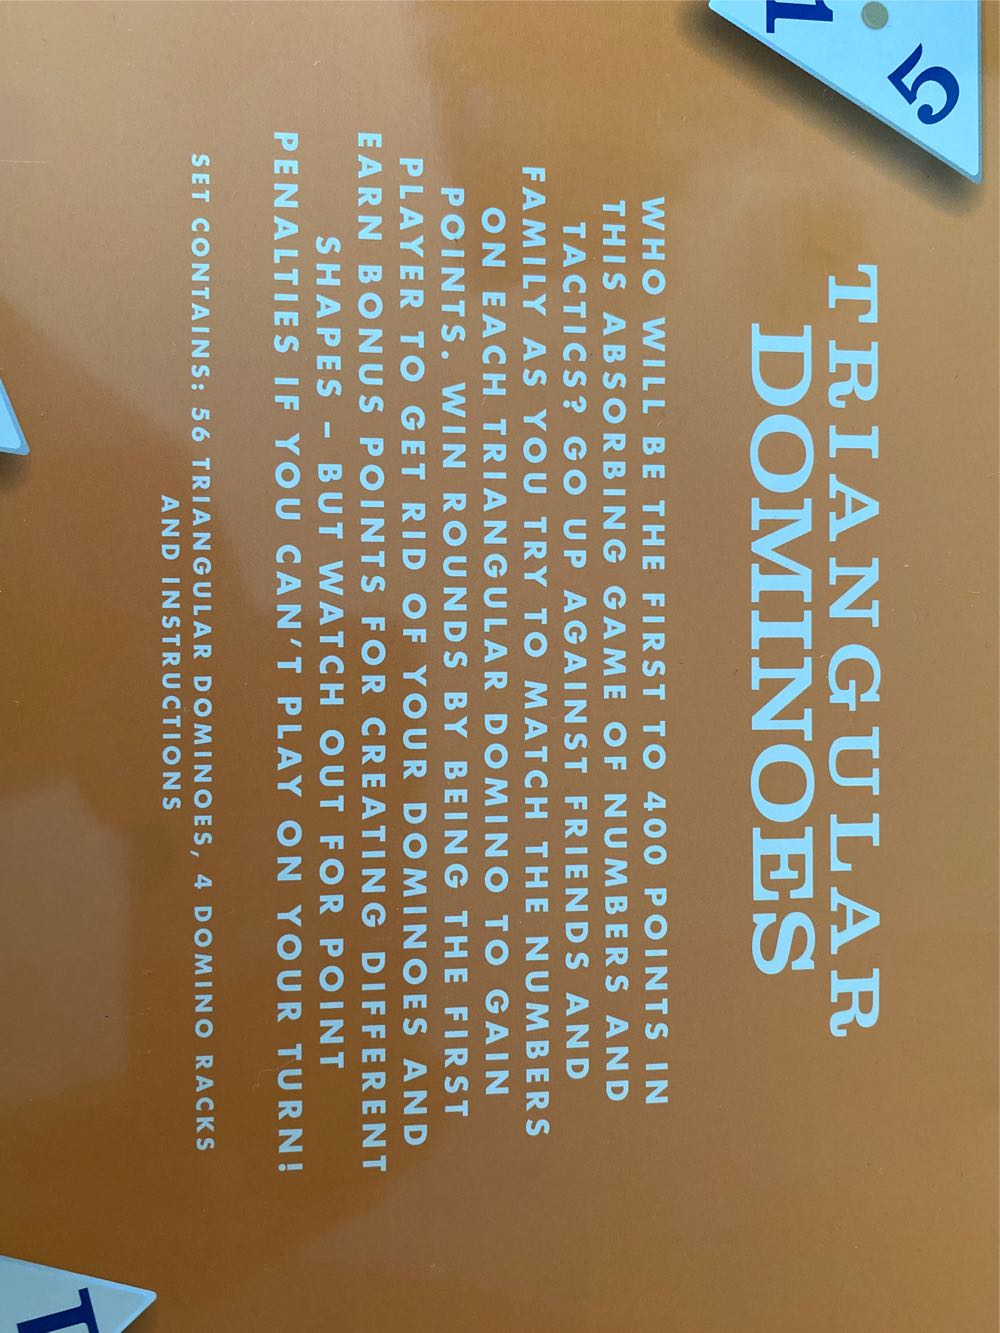 1
5
TRIANGULAR
DOMINOES
WHO WILL BE THE FIRST TO 400 POINTS IN
THIS ABSORBING GAME OF NUMBERS AND
TACTICS? GO UP AGAINST FRIENDS AND
FAMILY AS YOU TRY TO MATCH THE NUMBERS
ON EACH TRIANGULAR DOMINO TO GAIN
POINTS. WIN ROUNDS BY BEING THE FIRST
PLAYER TO GET RID OF YOUR DOMINOES AND
EARN BONUS POINTS FOR CREATING DIFFERENT
SHAPES – BUT WATCH OUT FOR POINT
PENALTIES IF YOU CAN'T PLAY ON YOUR TURN!
SET CONTAINS: 56 TRIANGULAR DOMINOES, 4 DOMINO RACKS
AND INSTRUCTIONS